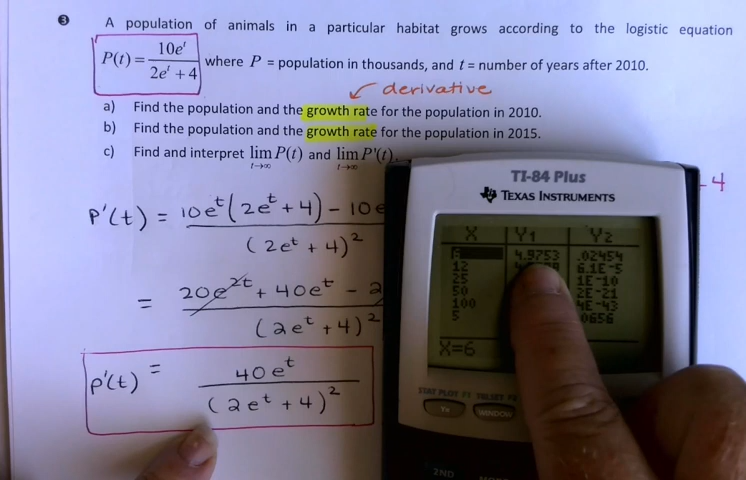 3 A population of animals in a particular habitat grows according to the logistic equation
P(t) = 10e^t / (2e^t + 4) where P = population in thousands, and t = number of years after 2010.
derivative
a) Find the population and the growth rate for the population in 2010.
b) Find the population and the growth rate for the population in 2015.
c) Find and interpret lim t→∞ P(t) and lim t→∞ P'(t).
- 4
P'(t) = 10e^t (2e^t + 4) - 10e
(2e^t + 4)^2
= 20e^2t + 40e^t - 2
(2e^t + 4)^2
P'(t) = 40e^t
(2e^t + 4)^2
TI-84 Plus
TEXAS INSTRUMENTS
X Y1 Y2
4.9753 .02454
12 6.1E-5
25 1E-10
50 2E-21
100 4E-43
5 .0656
X=6
STAT PLOT F1 TBLSET F2
Y= WINDOW
2ND